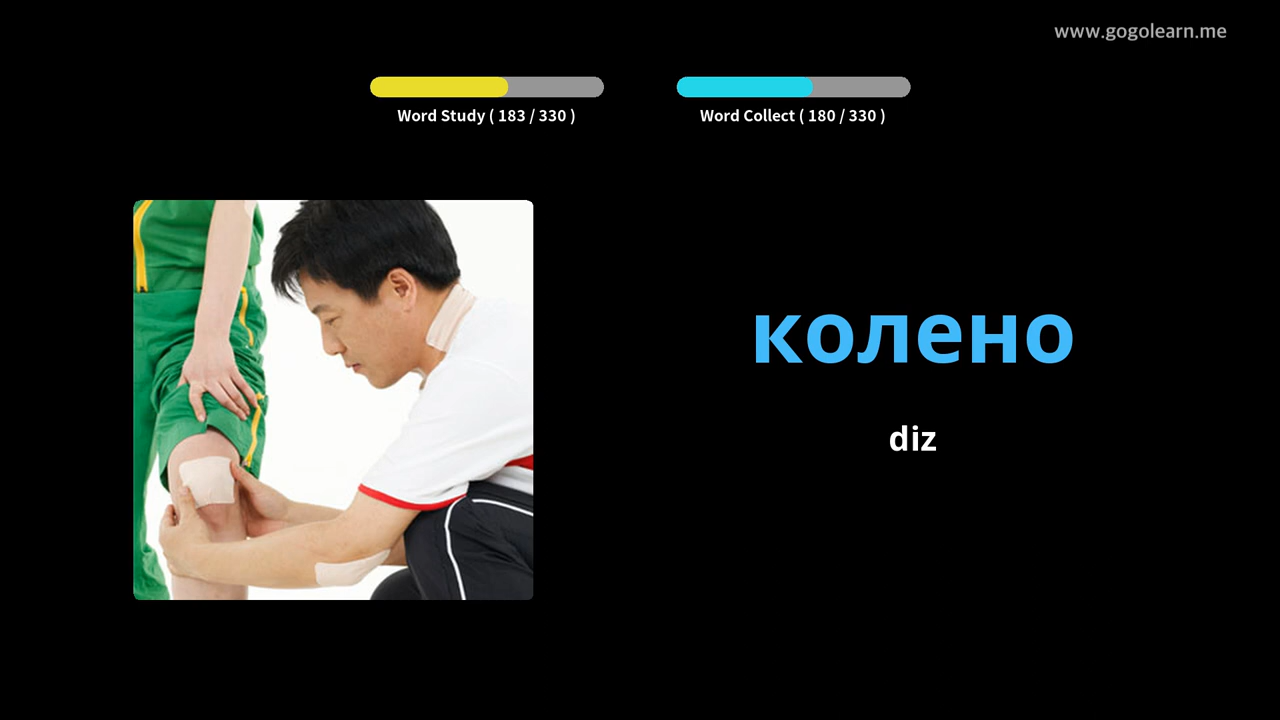 www.gogolearn.me
Word Study ( 183 / 330 )
Word Collect ( 180 / 330 )
колено
diz